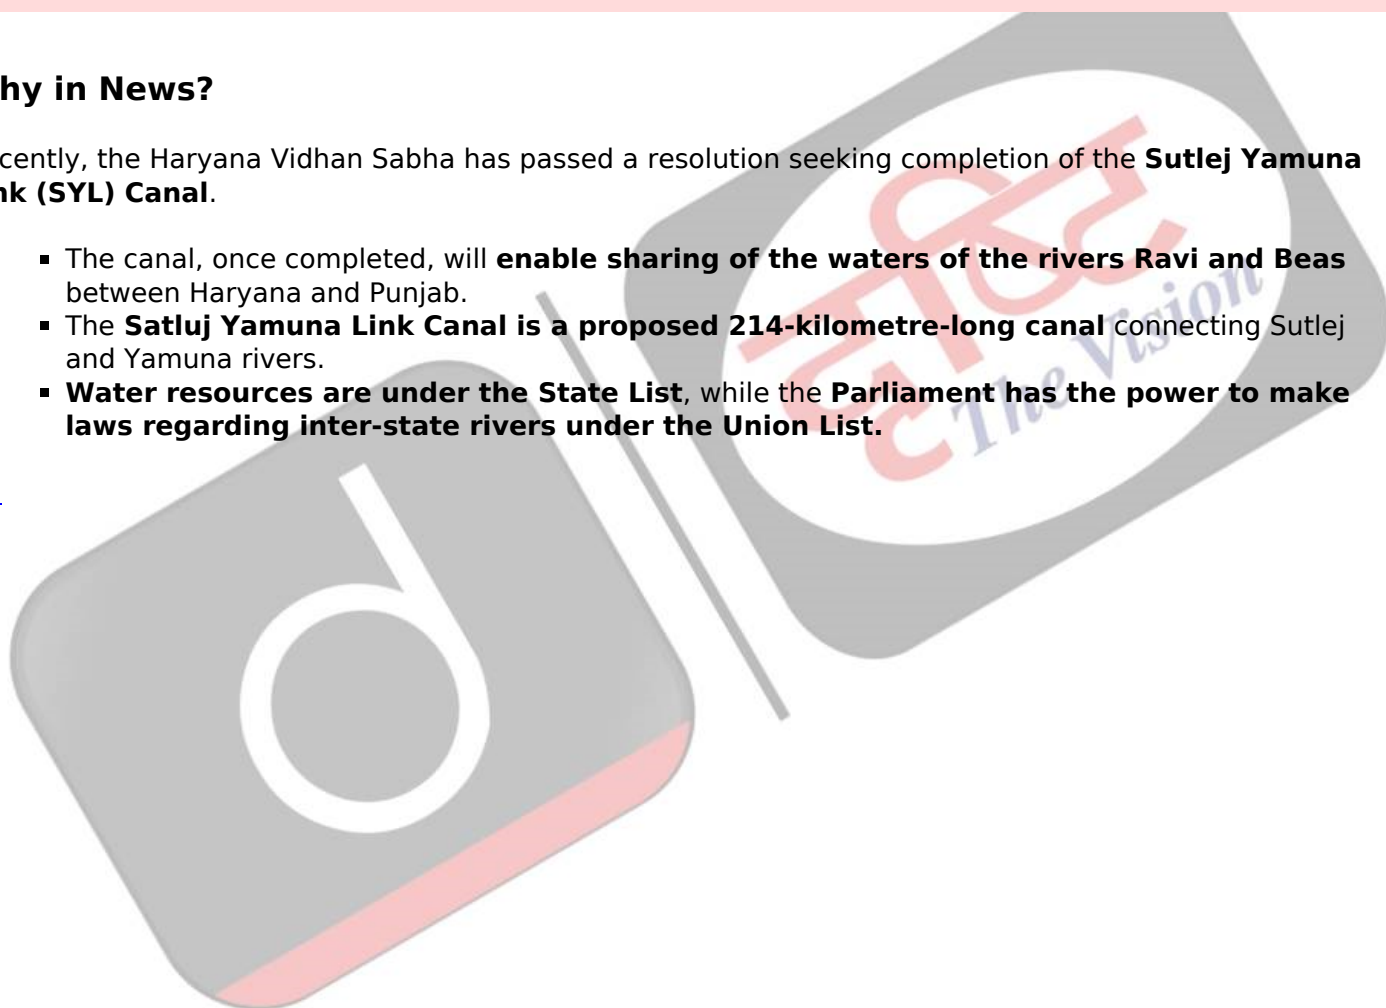 hy in News?
cently, the Haryana Vidhan Sabha has passed a resolution seeking completion of the Sutlej Yamuna
nk (SYL) Canal.
▪ The canal, once completed, will enable sharing of the waters of the rivers Ravi and Beas
between Haryana and Punjab.
▪ The Satluj Yamuna Link Canal is a proposed 214-kilometre-long canal connecting Sutlej
and Yamuna rivers.
▪ Water resources are under the State List, while the Parliament has the power to make
laws regarding inter-state rivers under the Union List.
दृष्टि
The Vision
d